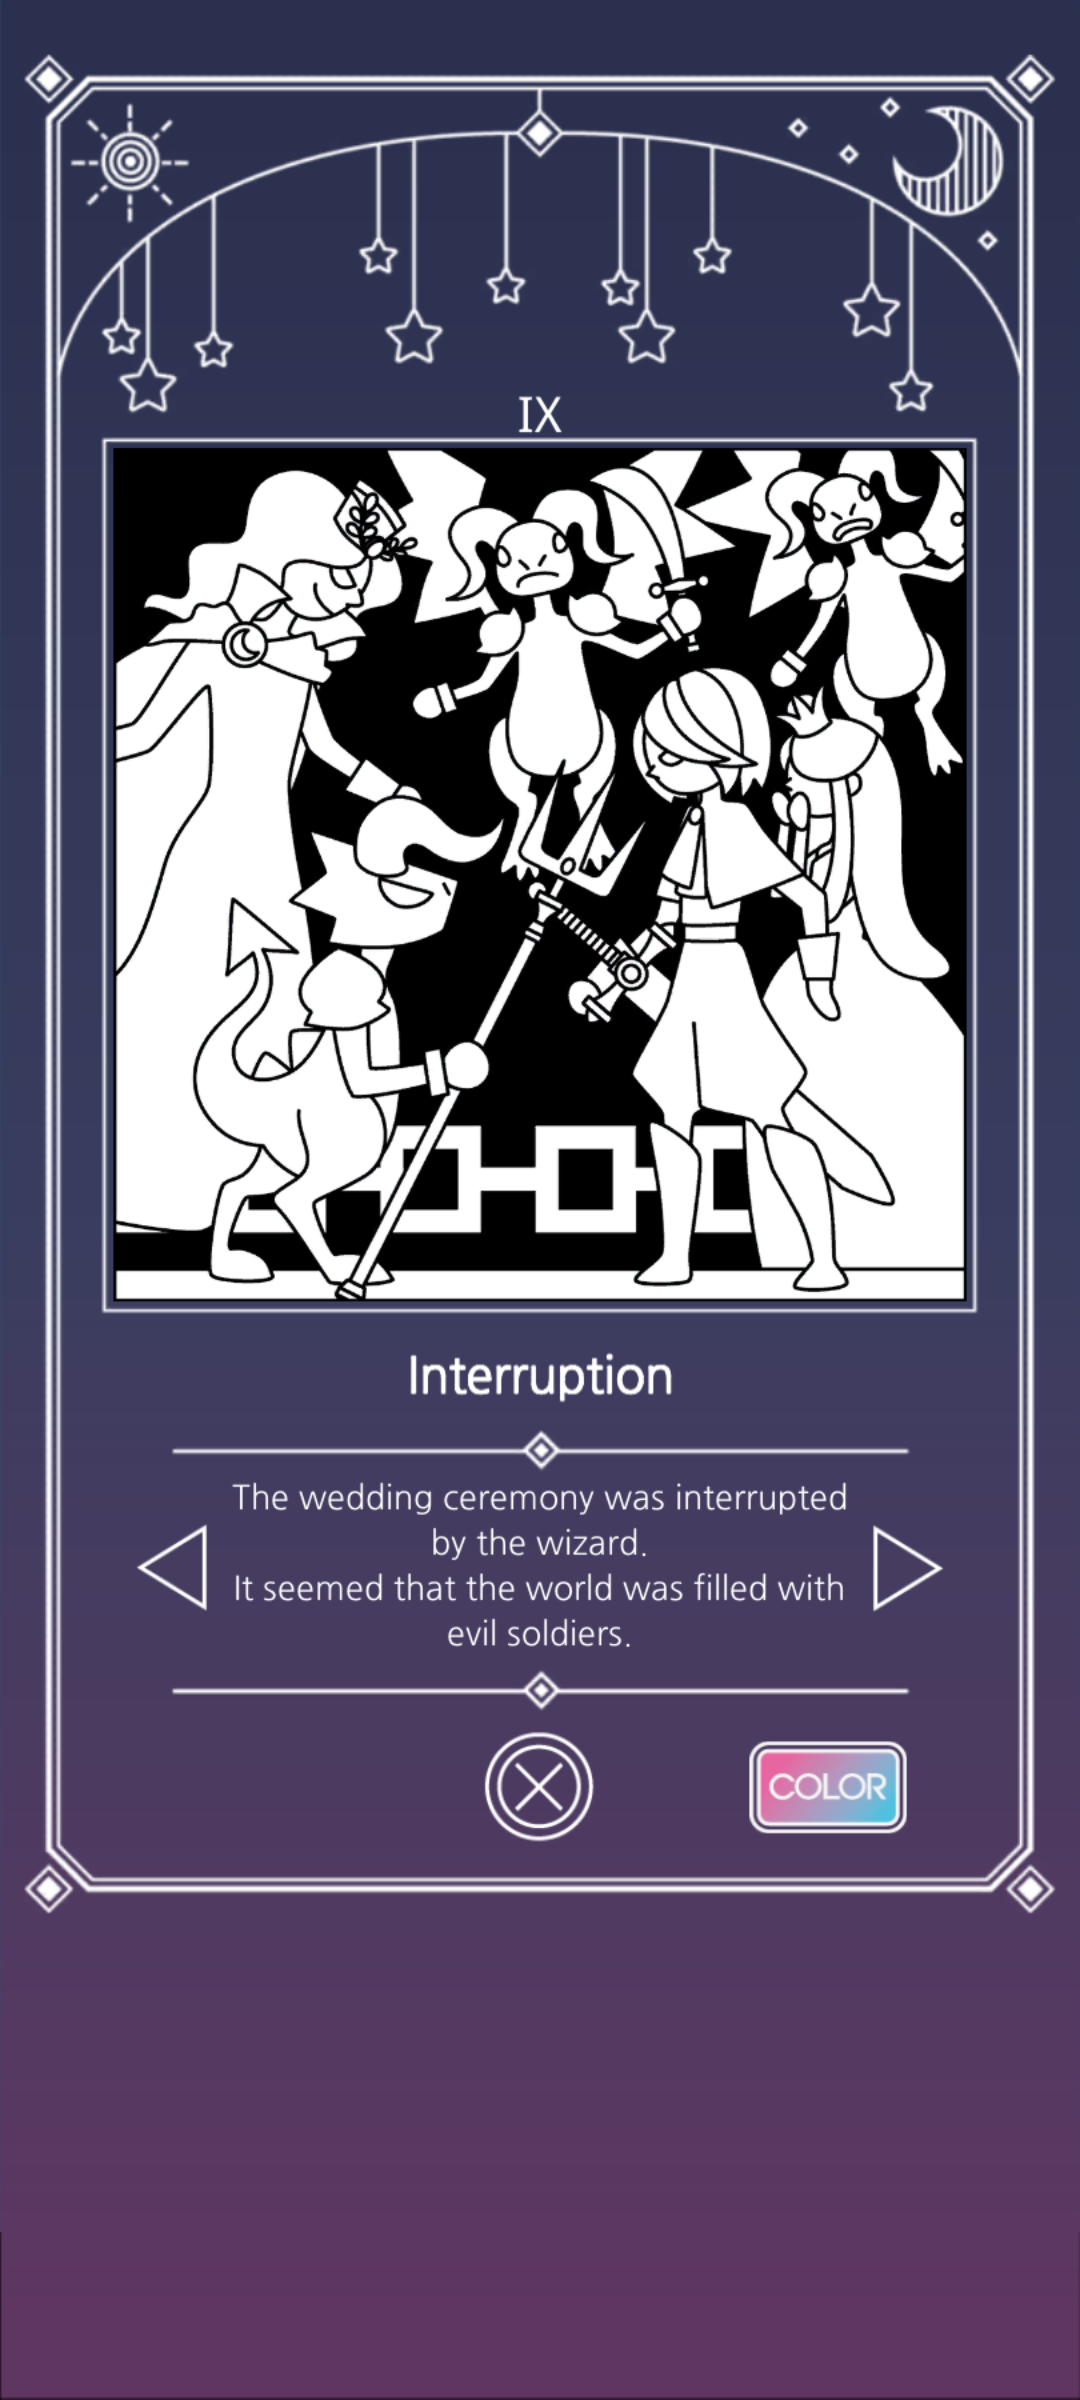 IX
Interruption
The wedding ceremony was interrupted
by the wizard.
It seemed that the world was filled with
evil soldiers.
COLOR